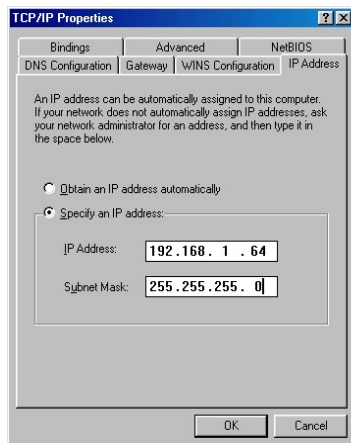 TCP/IP Properties
Bindings Advanced NetBIOS
DNS Configuration Gateway WINS Configuration IP Address
An IP address can be automatically assigned to this computer.
If your network does not automatically assign IP addresses, ask
your network administrator for an address, and then type it in
the space below.
Obtain an IP address automatically
Specify an IP address:
IP Address: 192.168. 1 .64
Subnet Mask: 255.255.255. 0
OK Cancel